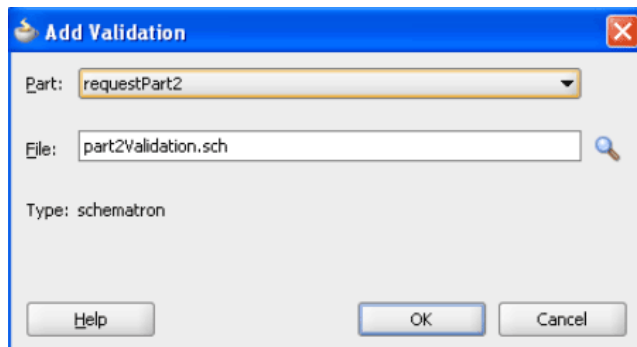 Add Validation
Part: requestPart2
File: part2Validation.sch
Type: schematron
Help OK Cancel